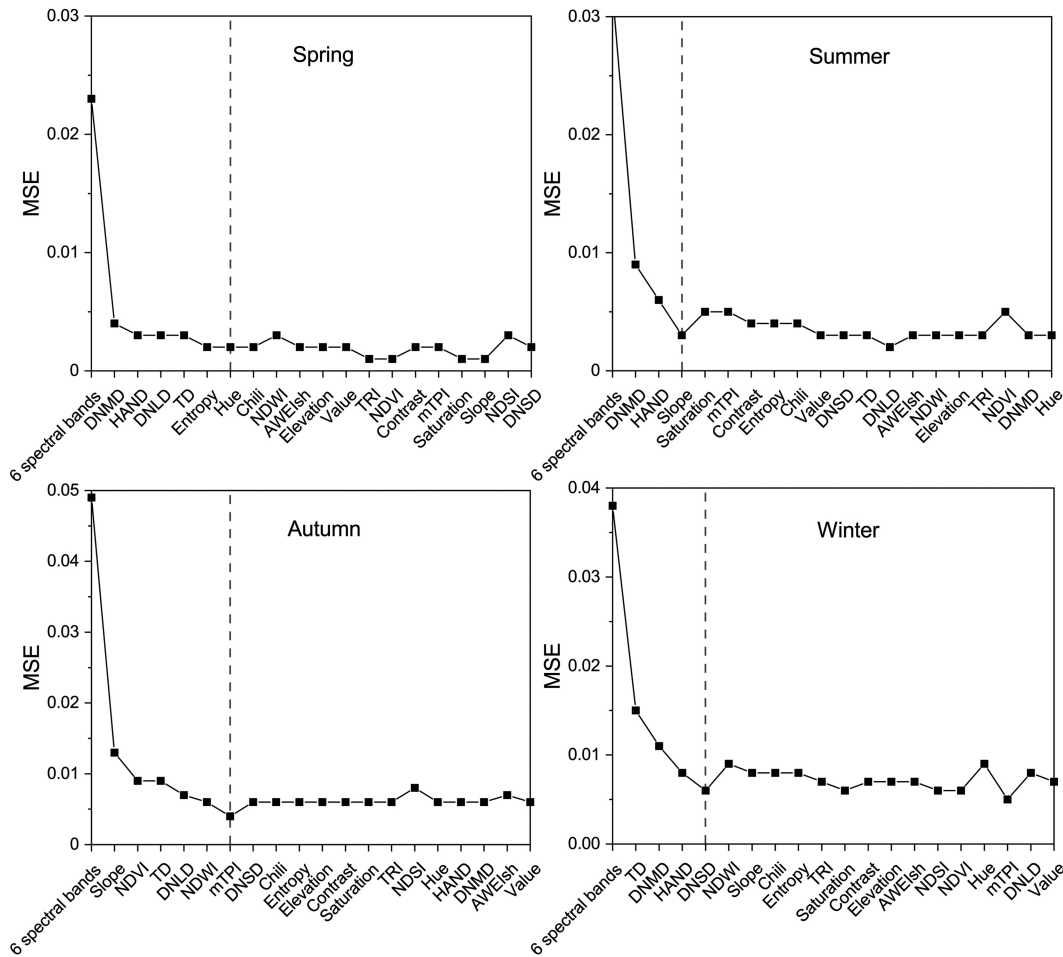 Spring
MSE
0.03
0.02
0.01
0
6 spectral bands
DNMD
HAND
DNLD
TD
Entropy
Hue
Chili
NDWI
AWEIsh
Elevation
Value
TRI
NDVI
Contrast
mTPI
Saturation
Slope
NDSI
DNSD
Summer
MSE
0.03
0.02
0.01
0
6 spectral bands
DNMD
HAND
Slope
Saturation
mTPI
Contrast
Entropy
Chili
Value
DNSD
TD
DNLD
AWEIsh
NDWI
Elevation
TRI
NDVI
DNMD
Hue
Autumn
MSE
0.05
0.04
0.03
0.02
0.01
0
6 spectral bands
Slope
NDVI
TD
DNLD
NDWI
mTPI
DNSD
Chili
Entropy
Elevation
Contrast
Saturation
TRI
NDSI
Hue
HAND
DNMD
AWEIsh
Value
Winter
MSE
0.04
0.03
0.02
0.01
0.00
6 spectral bands
TD
DNMD
HAND
DNSD
NDWI
Slope
Chili
Entropy
TRI
Saturation
Contrast
Elevation
AWEIsh
NDSI
NDVI
Hue
mTPI
DNLD
Value